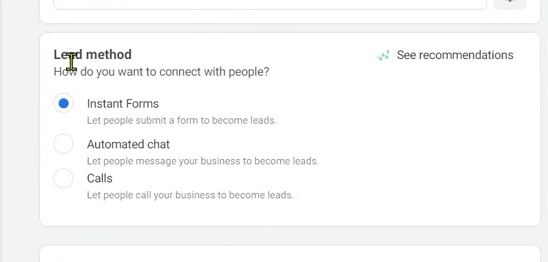 Lead method
See recommendations
How do you want to connect with people?
Instant Forms
Let people submit a form to become leads.
Automated chat
Let people message your business to become leads.
Calls
Let people call your business to become leads.